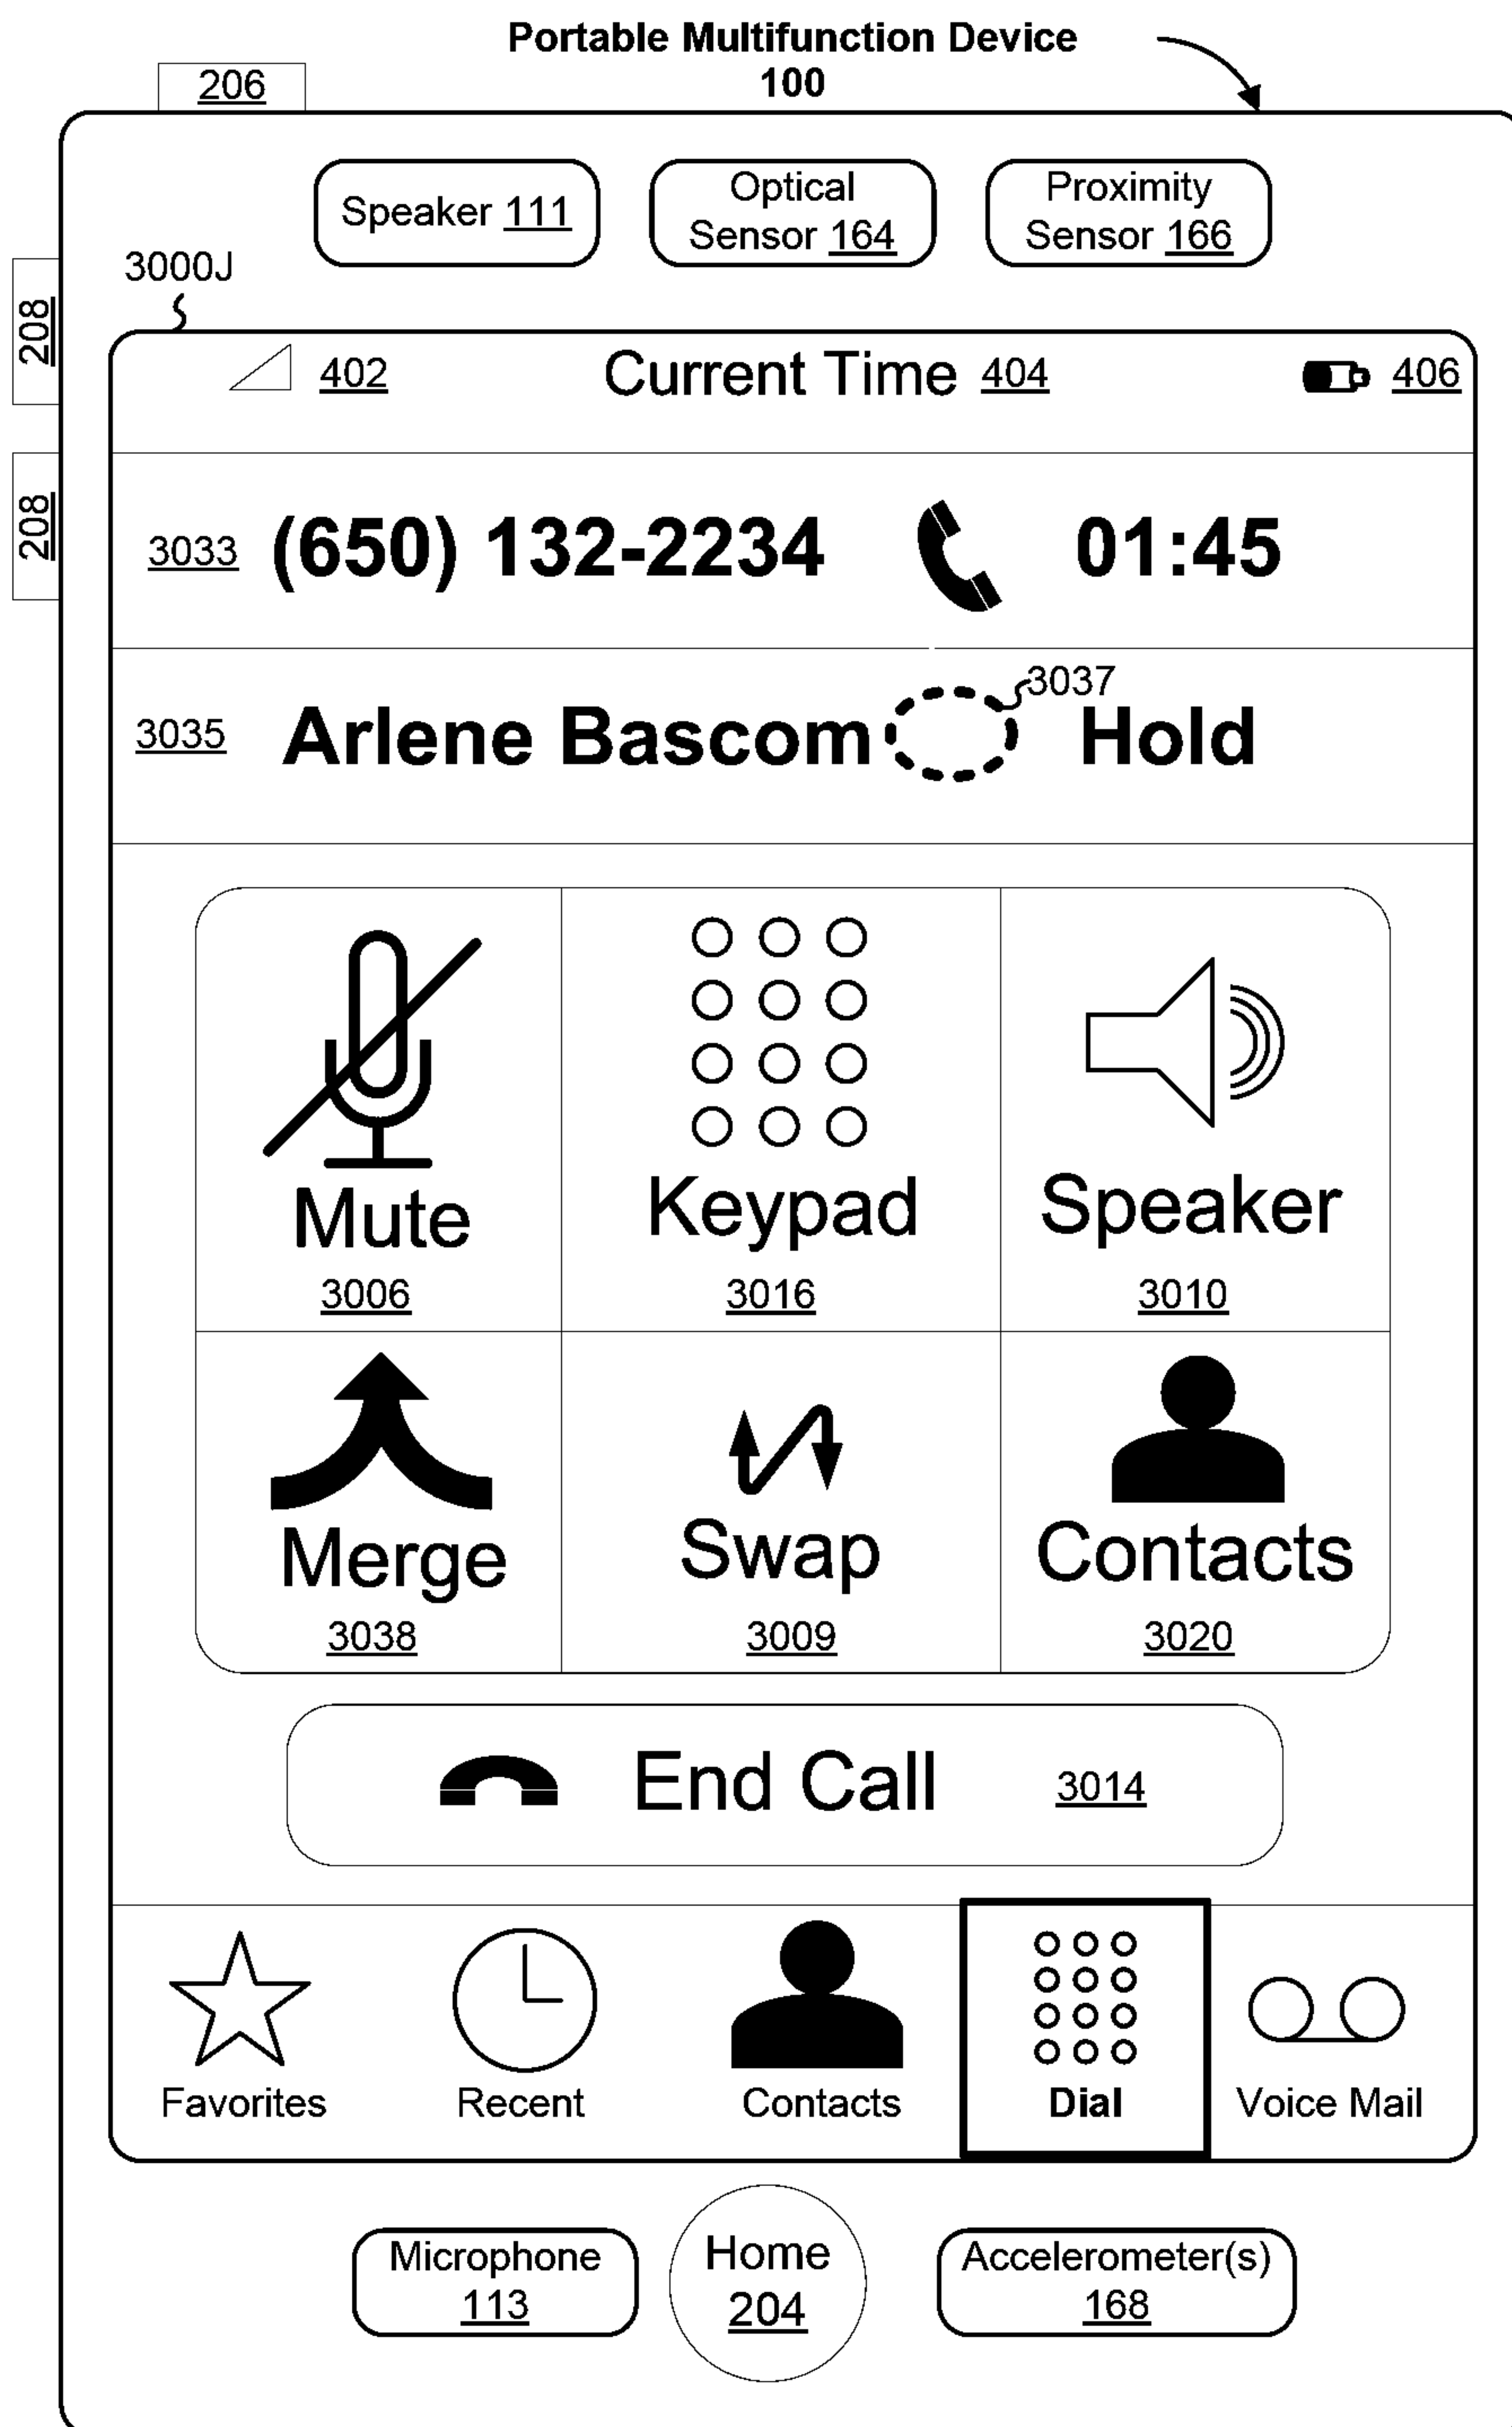 Portable Multifunction Device
100
206
Speaker 111
Optical
Sensor 164
Proximity
Sensor 166
3000J
208
208
402
Current Time 404
406
3033 (650) 132-2234 01:45
3037
3035 Arlene Bascom Hold
Mute
3006
Keypad
3016
Speaker
3010
Merge
3038
Swap
3009
Contacts
3020
End Call 3014
Favorites
Recent
Contacts
Dial
Voice Mail
Microphone
113
Home
204
Accelerometer(s)
168